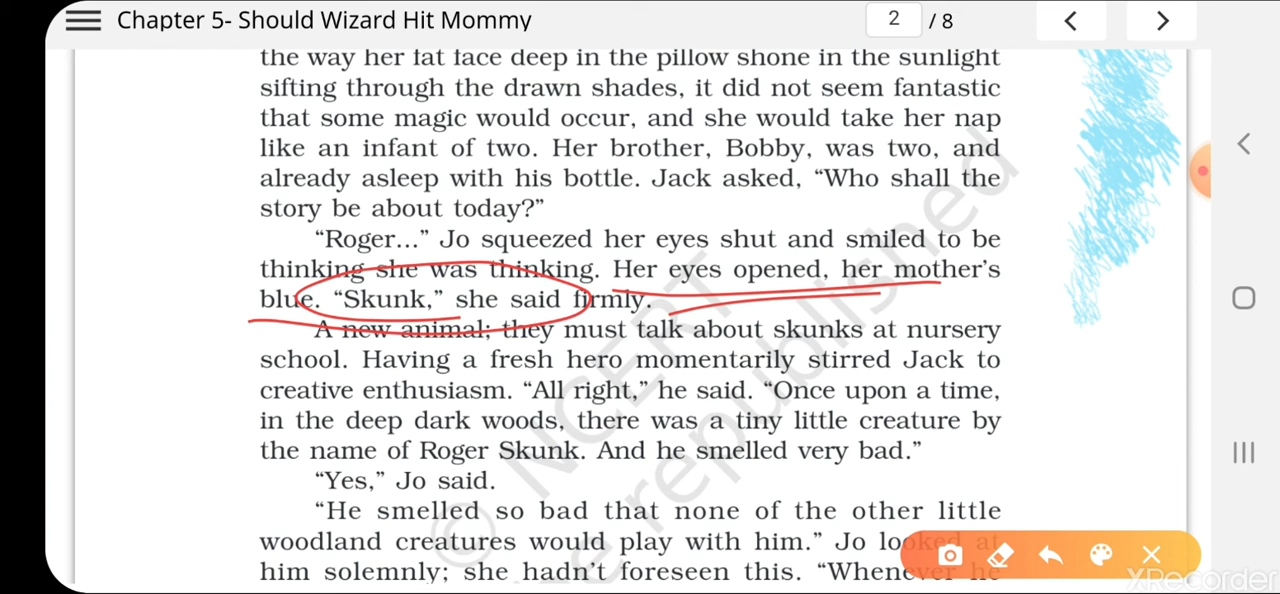 Chapter 5- Should Wizard Hit Mommy
2 / 8
the way her fat face deep in the pillow shone in the sunlight
sifting through the drawn shades, it did not seem fantastic
that some magic would occur, and she would take her nap
like an infant of two. Her brother, Bobby, was two, and
already asleep with his bottle. Jack asked, “Who shall the
story be about today?”
“Roger...” Jo squeezed her eyes shut and smiled to be
thinking she was thinking. Her eyes opened, her mother’s
blue. “Skunk,” she said firmly.
A new animal; they must talk about skunks at nursery
school. Having a fresh hero momentarily stirred Jack to
creative enthusiasm. “All right,” he said. “Once upon a time,
in the deep dark woods, there was a tiny little creature by
the name of Roger Skunk. And he smelled very bad.”
“Yes,” Jo said.
“He smelled so bad that none of the other little
woodland creatures would play with him.” Jo looked at
him solemnly; she hadn’t foreseen this. “Whenever he
© NCERT
be republished
XRecorder